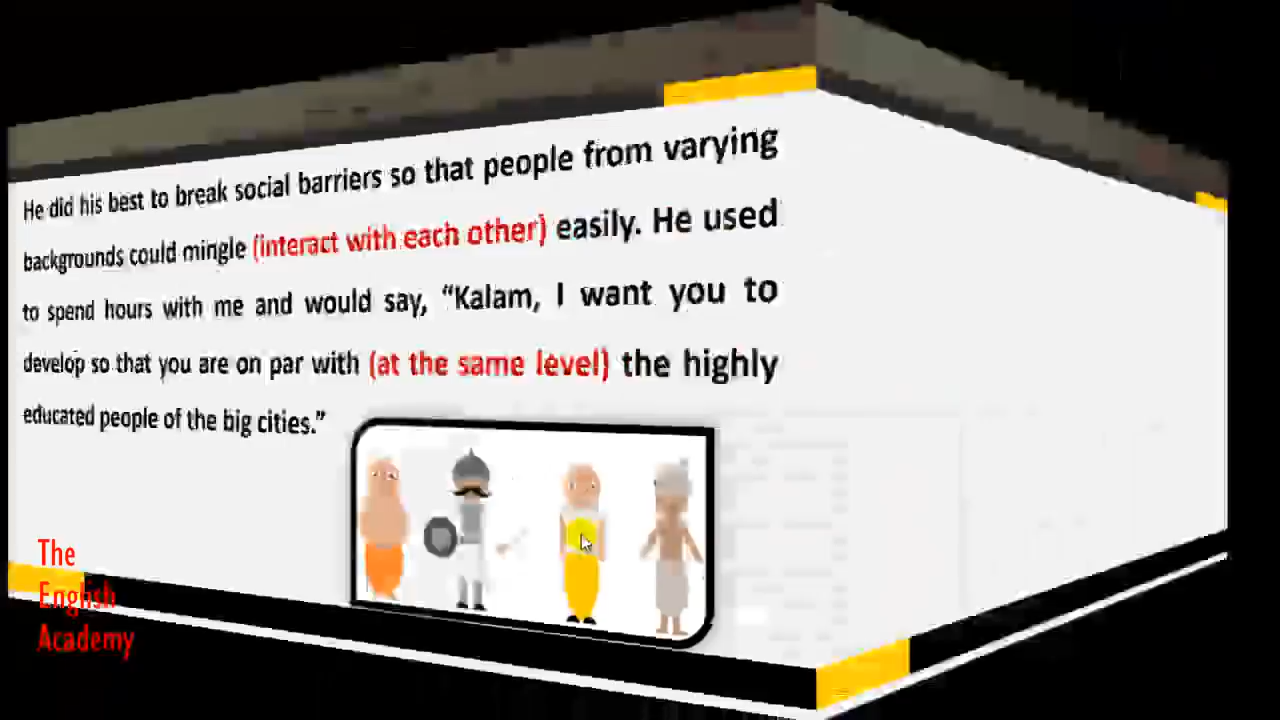 He did his best to break social barriers so that people from varying
backgrounds could mingle (interact with each other) easily. He used
to spend hours with me and would say, “Kalam, I want you to
develop so that you are on par with (at the same level) the highly
educated people of the big cities.”
The
English
Academy